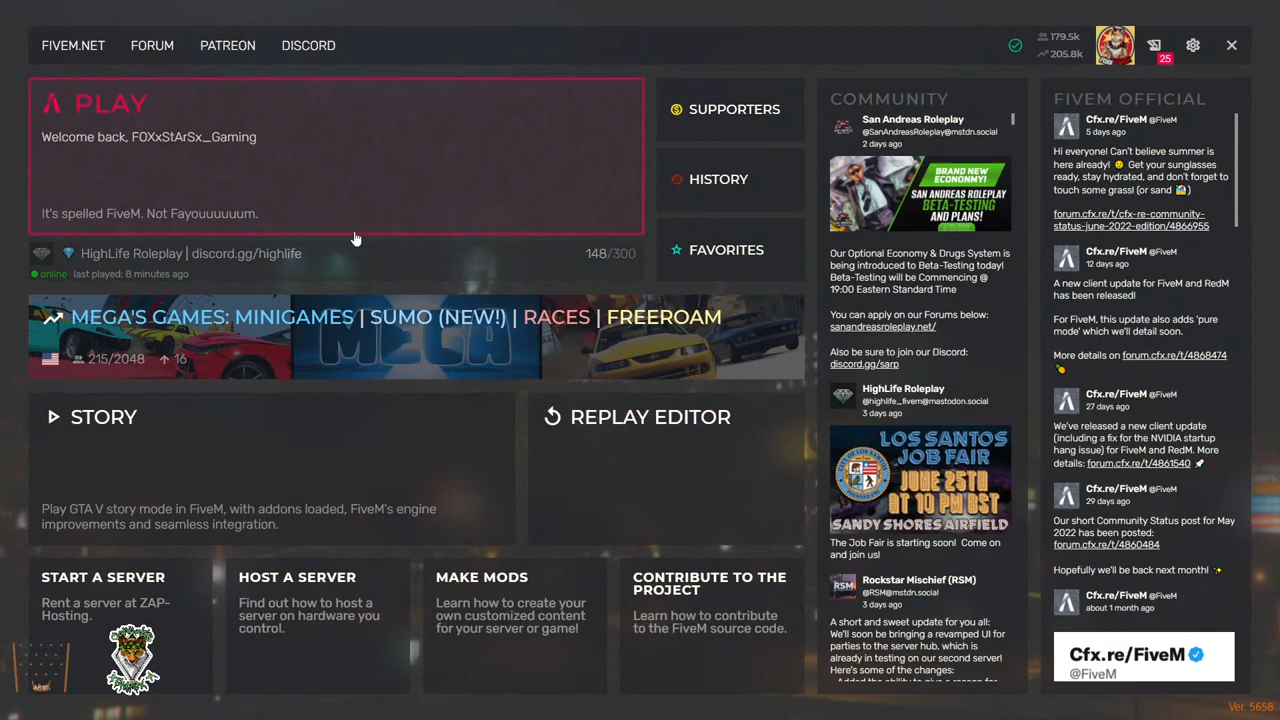 FIVEM.NET
FORUM
PATREON
DISCORD
179.5k
205.8k
25
PLAY
Welcome back, FOXxStArSx_Gaming
It's spelled FiveM. Not Fayouuuuuum.
HighLife Roleplay | discord.gg/highlife
148/300
online
last played: 8 minutes ago
SUPPORTERS
HISTORY
FAVORITES
MEGA'S GAMES: MINIGAMES | SUMO (NEW!) | RACES | FREEROAM
MEGA
215/2048
16
STORY
Play GTA V story mode in FiveM, with addons loaded, FiveM's engine
improvements and seamless integration.
REPLAY EDITOR
START A SERVER
Rent a server at ZAP-
Hosting.
HOST A SERVER
Find out how to host a
server on hardware you
control.
MAKE MODS
Learn how to create your
own customized content
for your server or game!
CONTRIBUTE TO THE
PROJECT
Learn how to contribute
to the FiveM source code.
COMMUNITY
San Andreas Roleplay
@SanAndreasRoleplay@mstdn.social
2 days ago
BRAND NEW
ECONONMY!
SAN ANDREAS ROLEPLAY
BETA-TESTING
AND PLANS!
Our Optional Economy & Drugs System is
being introduced to Beta-Testing today!
Beta-Testing will be Commencing @
19:00 Eastern Standard Time
You can apply on our Forums below:
sanandreasroleplay.net/
Also be sure to join our Discord:
discord.gg/sarp
HighLife Roleplay
@highlife_fivem@mastodon.social
3 days ago
LOS SANTOS
JOB FAIR
JUNE 25TH
AT 10 PM BST
SANDY SHORES AIRFIELD
The Job Fair is starting soon! Come on
and join us!
RSM
Rockstar Mischief (RSM)
@RSM@mstdn.social
3 days ago
A short and sweet update for you all:
We'll soon be bringing a revamped UI for
parties to the server hub, which is
already in testing on our second server!
Here's some of the changes:
- Added the ability to give a reason for
FIVEM OFFICIAL
Cfx.re/FiveM @FiveM
5 days ago
Hi everyone! Can't believe summer is
here already! Get your sunglasses
ready, stay hydrated, and don't forget to
touch some grass! (or sand )
forum.cfx.re/t/cfx-re-community-
status-june-2022-edition/4866955
Cfx.re/FiveM @FiveM
12 days ago
A new client update for FiveM and RedM
has been released!
For FiveM, this update also adds 'pure
mode' which we'll detail soon.
More details on forum.cfx.re/t/4868474
Cfx.re/FiveM @FiveM
27 days ago
We've released a new client update
(including a fix for the NVIDIA startup
hang issue) for FiveM and RedM. More
details: forum.cfx.re/t/4861540
Cfx.re/FiveM @FiveM
29 days ago
Our short Community Status post for May
2022 has been posted:
forum.cfx.re/t/4860484
Hopefully we'll be back next month!
Cfx.re/FiveM @FiveM
about 1 month ago
Cfx.re/FiveM
@FiveM
Ver. 5658